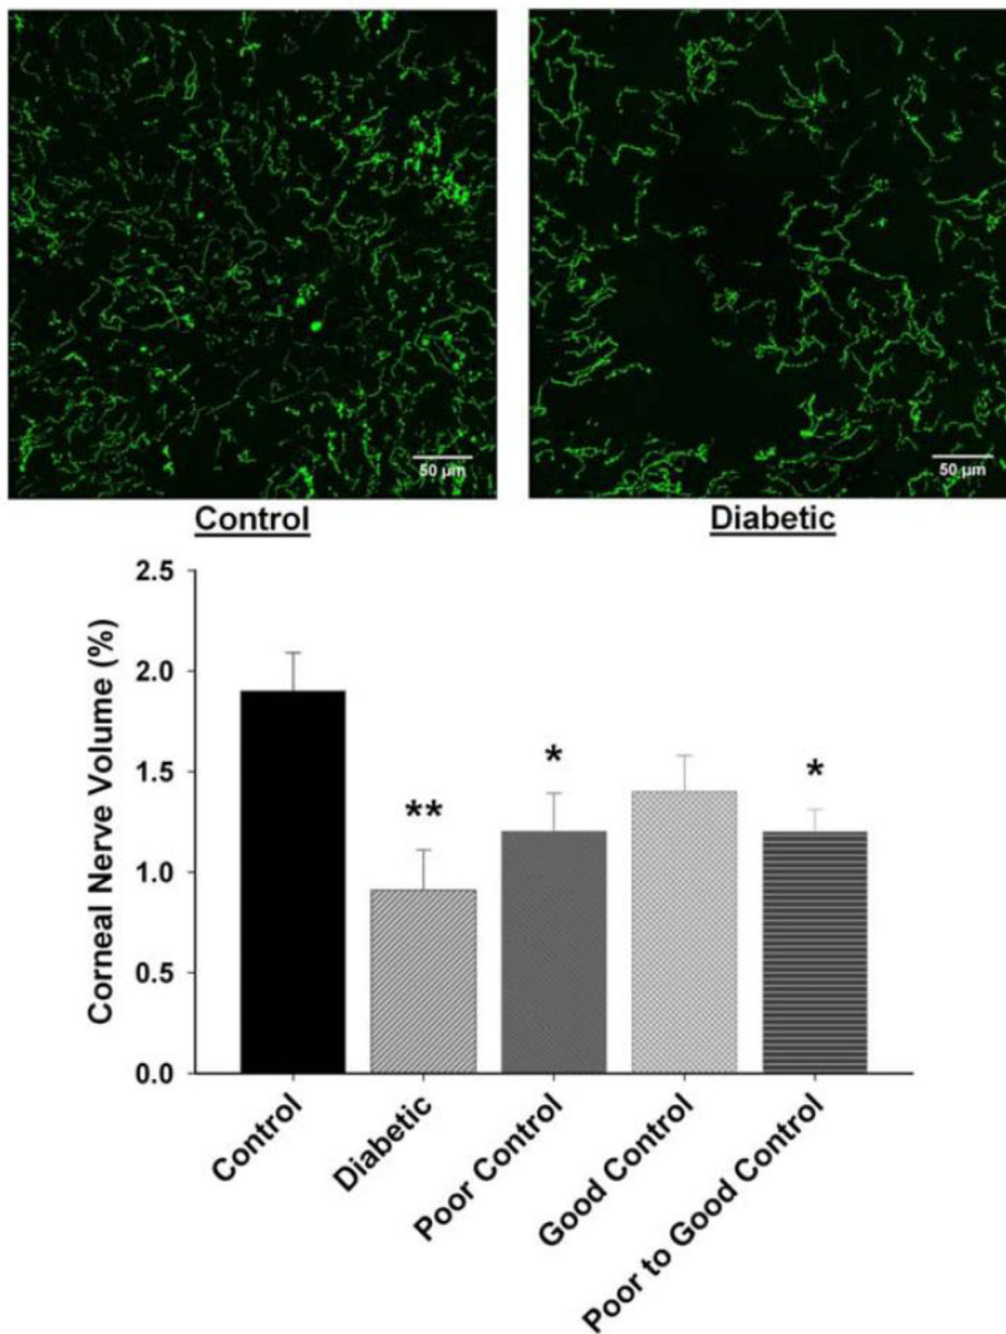 50 µm
50 µm
Control
Diabetic
Corneal Nerve Volume (%)
2.5
2.0
1.5
1.0
0.5
0.0
**
*
*
Control
Diabetic
Poor Control
Good Control
Poor to Good Control